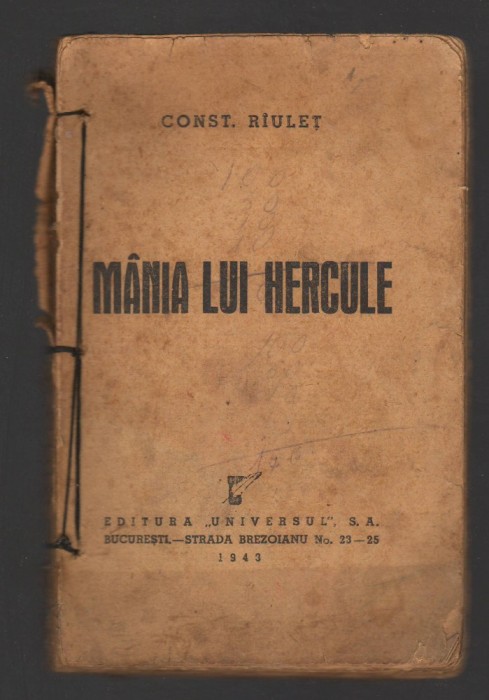 CONST. RÎULEȚ
MÂNIA LUI HERCULE
EDITURA „UNIVERSUL”, S. A.
BUCUREȘTI.—STRADA BREZOIANU No. 23—25
1943